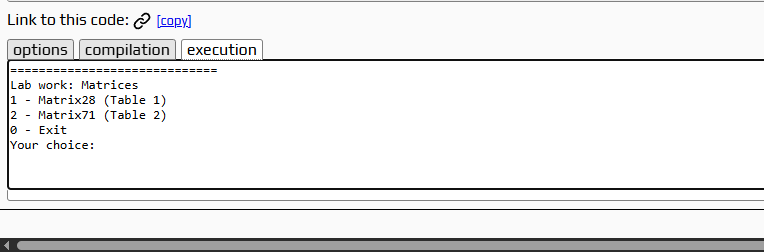 Link to this code: [copy]
options compilation execution
=============================
Lab work: Matrices
1 - Matrix28 (Table 1)
2 - Matrix71 (Table 2)
0 - Exit
Your choice: